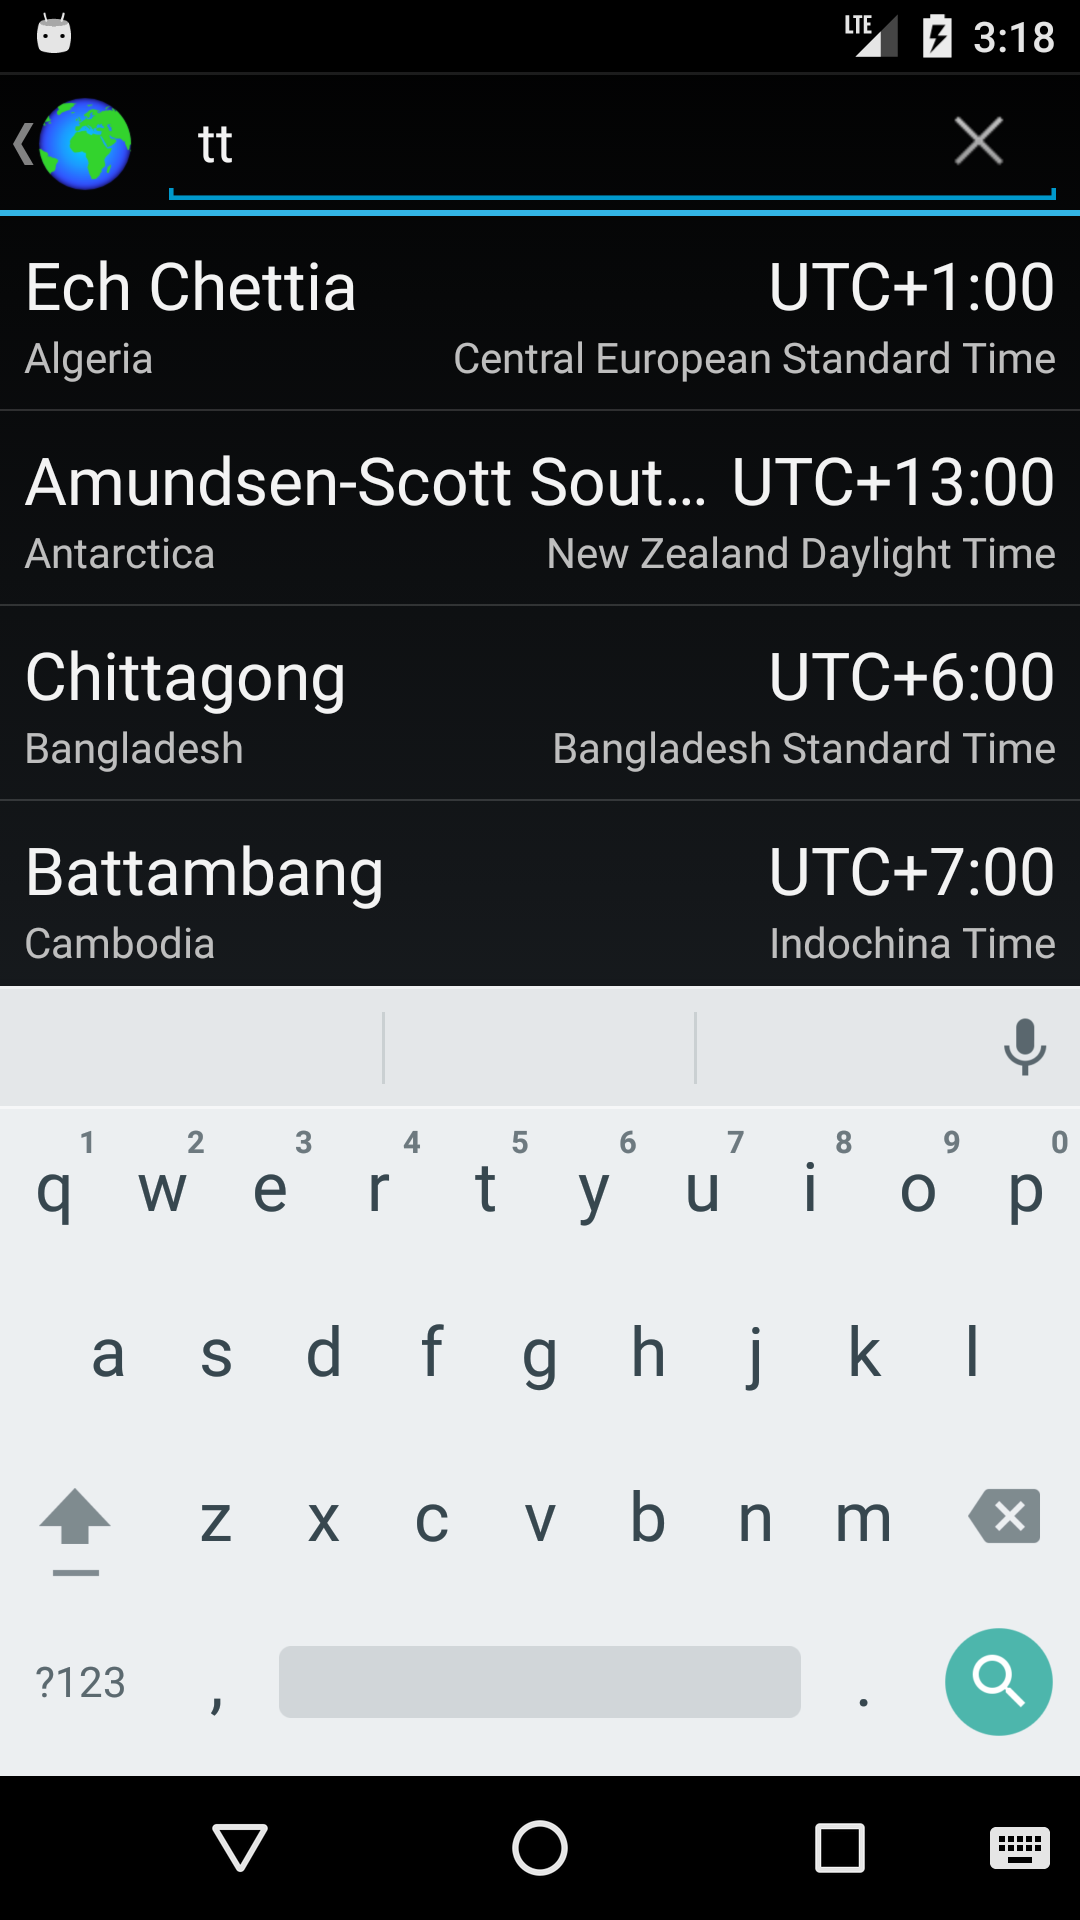 LTE 3:18
tt
Ech Chettia UTC+1:00
Algeria Central European Standard Time
Amundsen-Scott Sout... UTC+13:00
Antarctica New Zealand Daylight Time
Chittagong UTC+6:00
Bangladesh Bangladesh Standard Time
Battambang UTC+7:00
Cambodia Indochina Time
1 2 3 4 5 6 7 8 9 0
q w e r t y u i o p
a s d f g h j k l
z x c v b n m
?123 , .